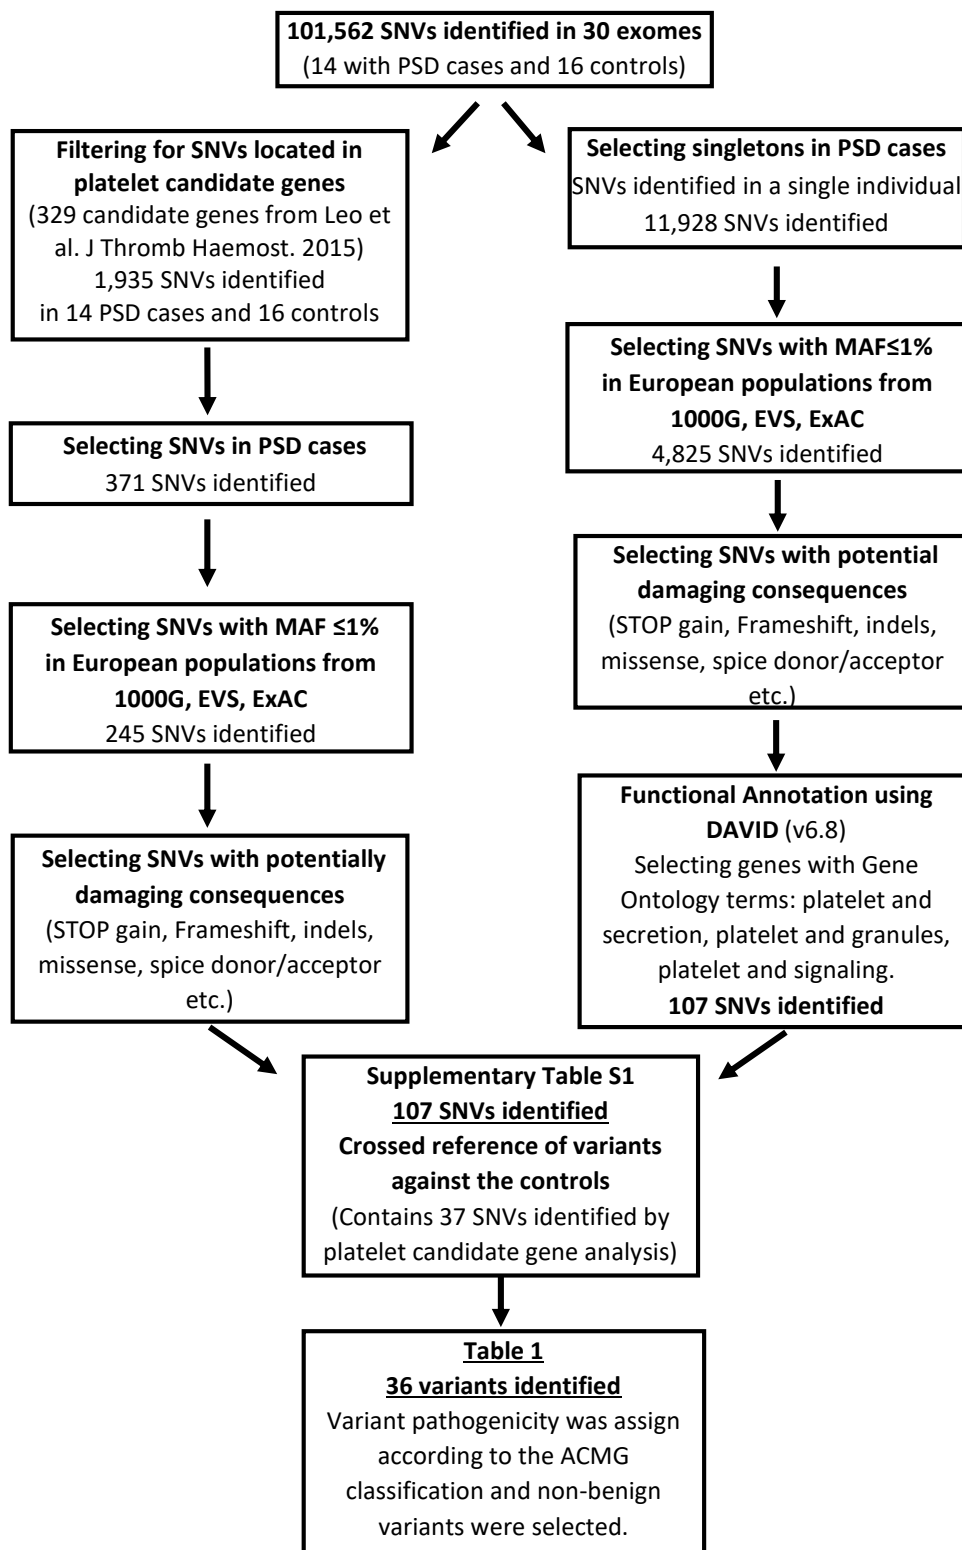 101,562 SNVs identified in 30 exomes
(14 with PSD cases and 16 controls)
Filtering for SNVs located in
platelet candidate genes
(329 candidate genes from Leo et
al. J Thromb Haemost. 2015)
1,935 SNVs identified
in 14 PSD cases and 16 controls
Selecting SNVs in PSD cases
371 SNVs identified
Selecting SNVs with MAF ≤1%
in European populations from
1000G, EVS, ExAC
245 SNVs identified
Selecting SNVs with potentially
damaging consequences
(STOP gain, Frameshift, indels,
missense, spice donor/acceptor
etc.)
Selecting singletons in PSD cases
SNVs identified in a single individual
11,928 SNVs identified
Selecting SNVs with MAF≤1%
in European populations from
1000G, EVS, ExAC
4,825 SNVs identified
Selecting SNVs with potential
damaging consequences
(STOP gain, Frameshift, indels,
missense, spice donor/acceptor
etc.)
Functional Annotation using
DAVID (v6.8)
Selecting genes with Gene
Ontology terms: platelet and
secretion, platelet and granules,
platelet and signaling.
107 SNVs identified
Supplementary Table S1
107 SNVs identified
Crossed reference of variants
against the controls
(Contains 37 SNVs identified by
platelet candidate gene analysis)
Table 1
36 variants identified
Variant pathogenicity was assign
according to the ACMG
classification and non-benign
variants were selected.